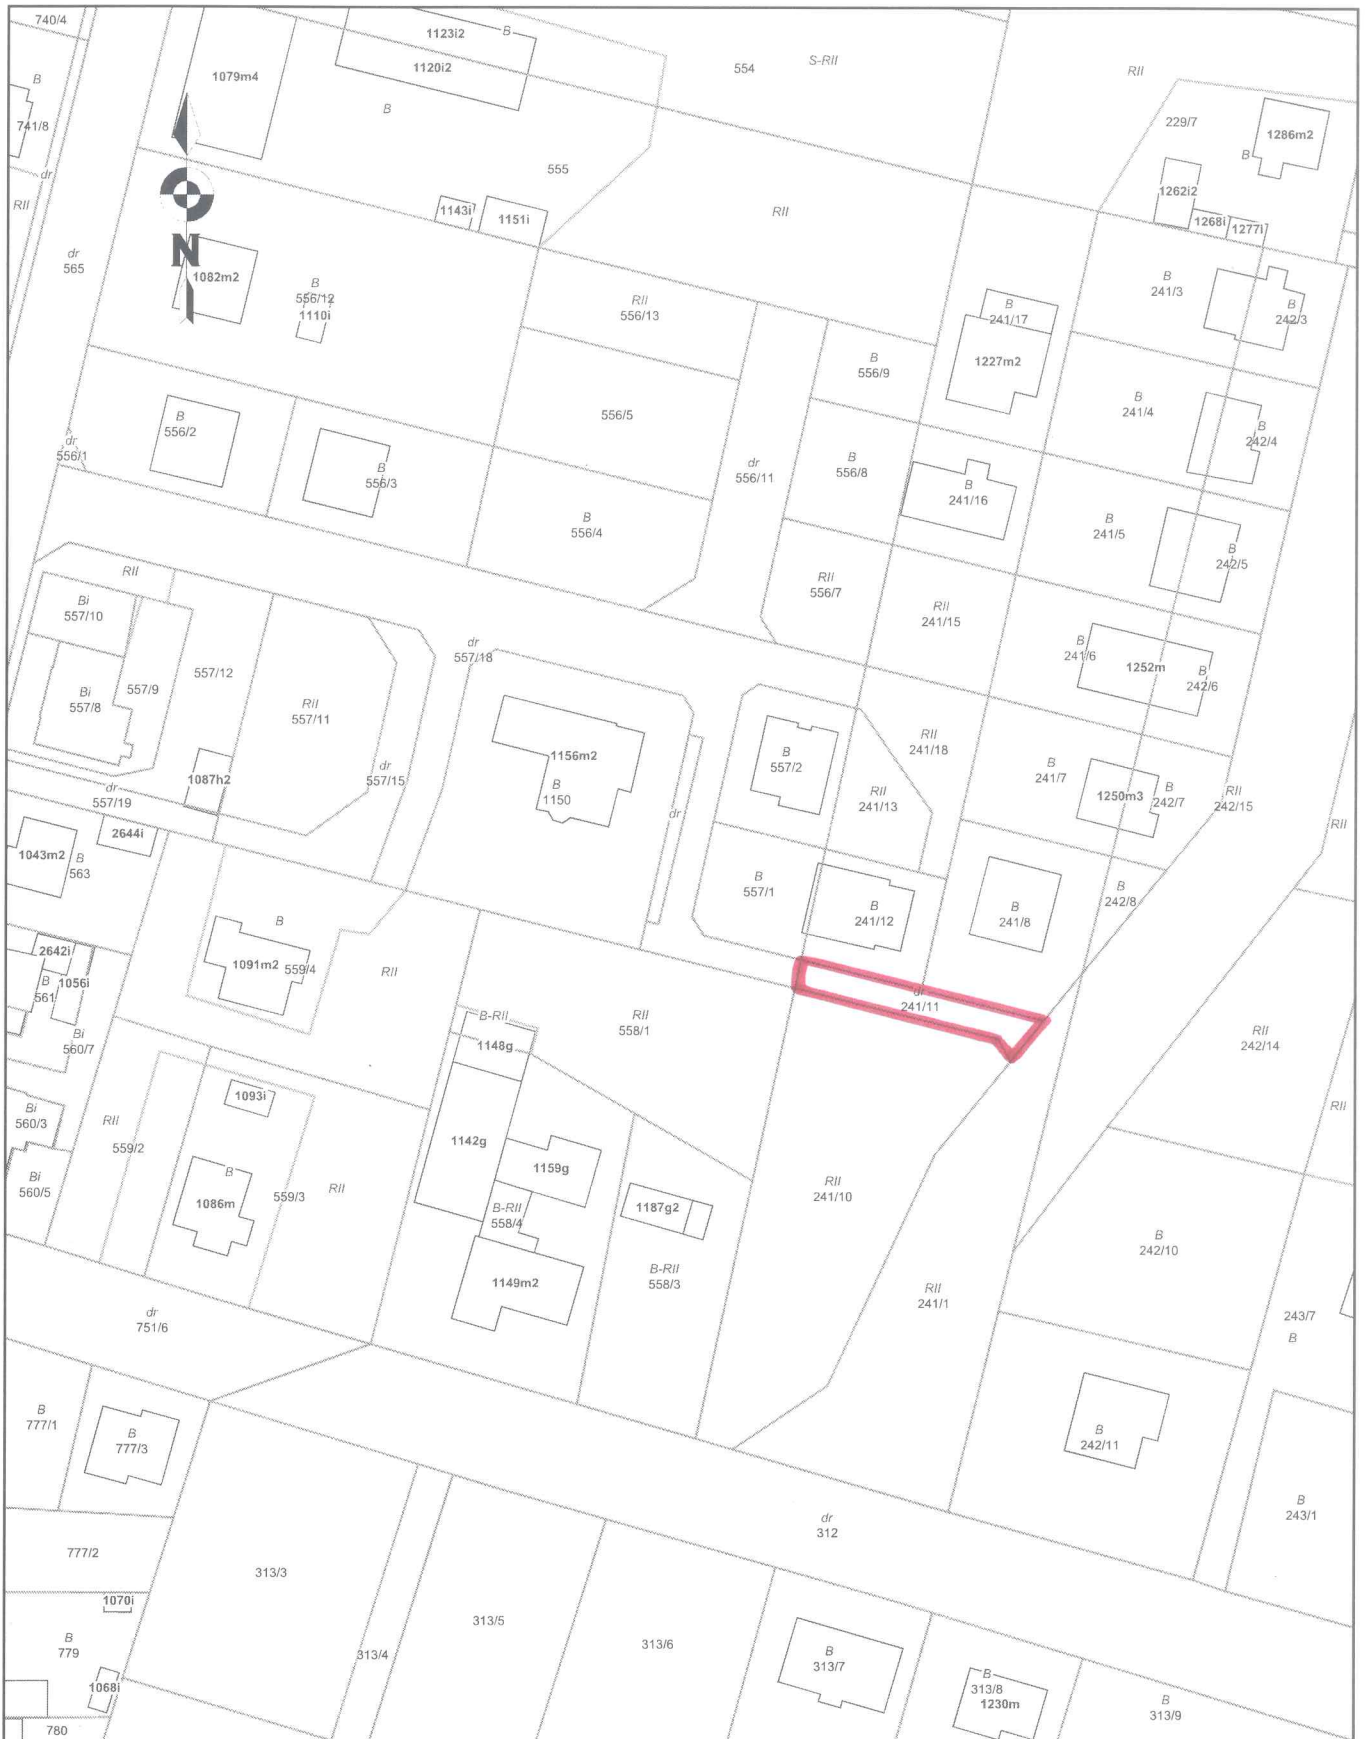 740/4
1123i2
B
1120i2
1079m4
B
554
S-RII
RII
B
741/8
229/7
1286m2
B
555
dr
RII
1262i2
1268i
1277i
1143i
1151i
RII
N
dr
565
1082m2
B
556/12
1110i
RII
556/13
B
241/17
1227m2
B
241/3
B
242/3
B
556/9
B
556/2
dr
556/1
556/5
B
241/4
B
242/4
B
556/3
dr
556/11
B
556/8
B
241/16
B
556/4
B
241/5
B
242/5
RII
Bi
557/10
RII
556/7
RII
241/15
dr
557/18
557/12
557/9
Bi
557/8
RII
557/11
B
241/6
1252m
B
242/6
1156m2
B
1150
B
557/2
RII
241/18
RII
241/13
B
241/7
1250m3
B
242/7
RII
242/15
1087h2
dr
557/15
dr
557/19
dr
RII
2644i
1043m2
B
563
B
557/1
B
241/12
B
241/8
B
242/8
B
1091m2
559/4
RII
2642i
1056i
B
561
Bi
560/7
dr
241/11
B-RII
1148g
RII
558/1
RII
242/14
RII
1093i
Bi
560/3
RII
559/2
1142g
1159g
Bi
560/5
B
1086m
559/3
RII
B-RII
558/4
1187g2
RII
241/10
B
242/10
1149m2
B-RII
558/3
RII
241/1
dr
751/6
243/7
B
B
777/1
B
777/3
B
242/11
dr
312
B
243/1
777/2
313/3
1070i
B
779
313/5
313/4
313/6
B
313/7
1068i
B
313/8
1230m
B
313/9
780